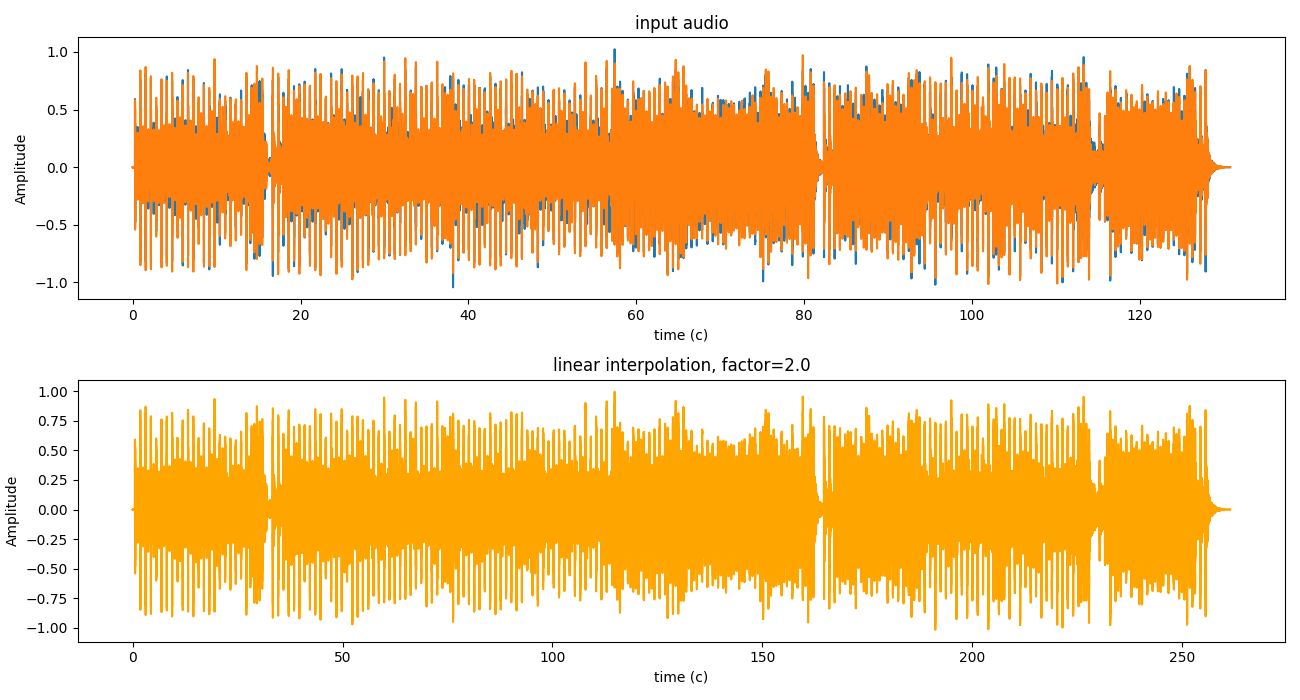 input audio
1.0
0.5
0.0
−0.5
−1.0
Amplitude
0 20 40 60 80 100 120
time (c)
linear interpolation, factor=2.0
1.00
0.75
0.50
0.25
0.00
−0.25
−0.50
−0.75
−1.00
Amplitude
0 50 100 150 200 250
time (c)